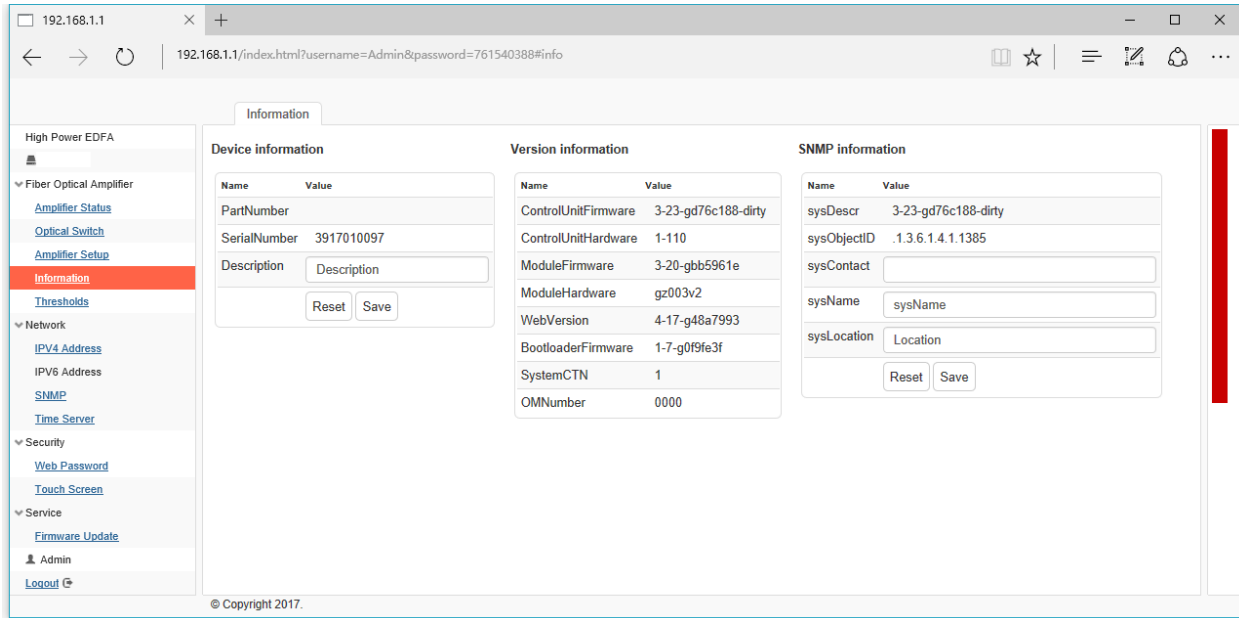 192.168.1.1
192.168.1.1/index.html?username=Admin&password=761540388#info
Information
High Power EDFA
Fiber Optical Amplifier
Amplifier Status
Optical Switch
Amplifier Setup
Information
Thresholds
Network
IPV4 Address
IPV6 Address
SNMP
Time Server
Security
Web Password
Touch Screen
Service
Firmware Update
Admin
Logout
Device information
Name Value
PartNumber
SerialNumber 3917010097
Description Description
Reset Save
Version information
Name Value
ControlUnitFirmware 3-23-gd76c188-dirty
ControlUnitHardware 1-110
ModuleFirmware 3-20-gbb5961e
ModuleHardware gz003v2
WebVersion 4-17-g48a7993
BootloaderFirmware 1-7-g0f9fe3f
SystemCTN 1
OMNumber 0000
SNMP information
Name Value
sysDescr 3-23-gd76c188-dirty
sysObjectID .1.3.6.1.4.1.1385
sysContact
sysName sysName
sysLocation Location
Reset Save
© Copyright 2017.